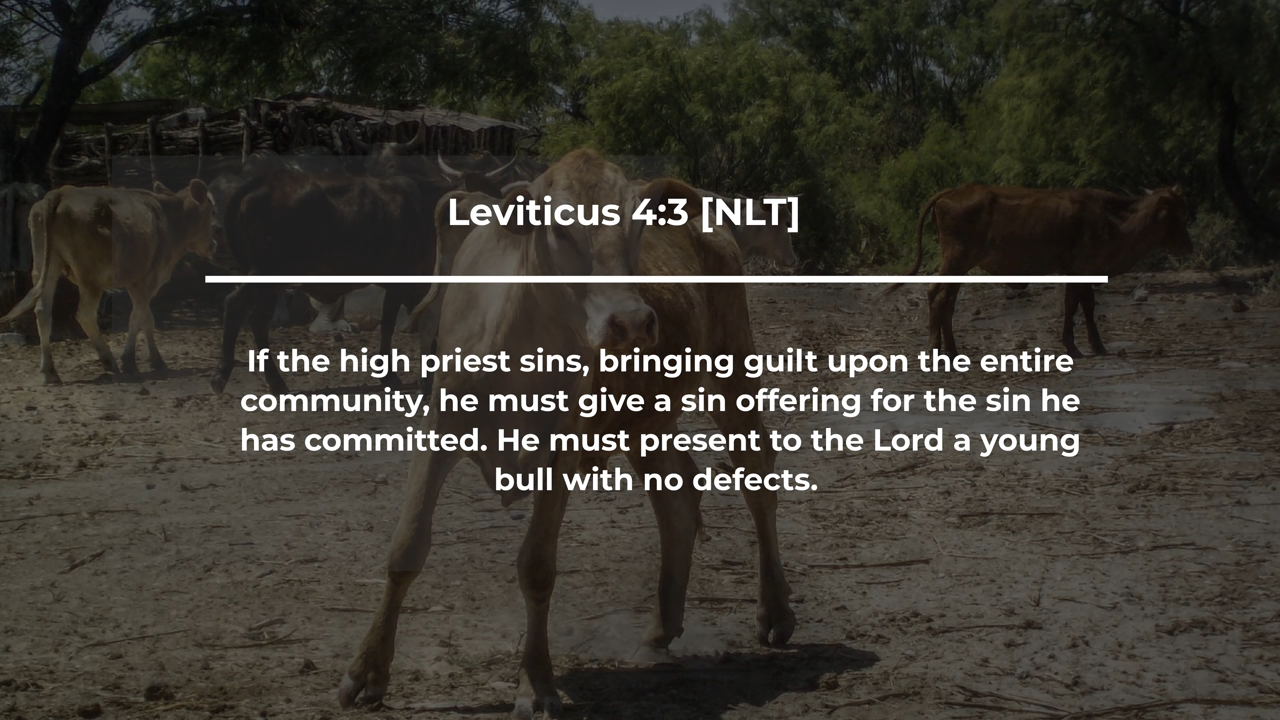 Leviticus 4:3 [NLT]
If the high priest sins, bringing guilt upon the entire
community, he must give a sin offering for the sin he
has committed. He must present to the Lord a young
bull with no defects.